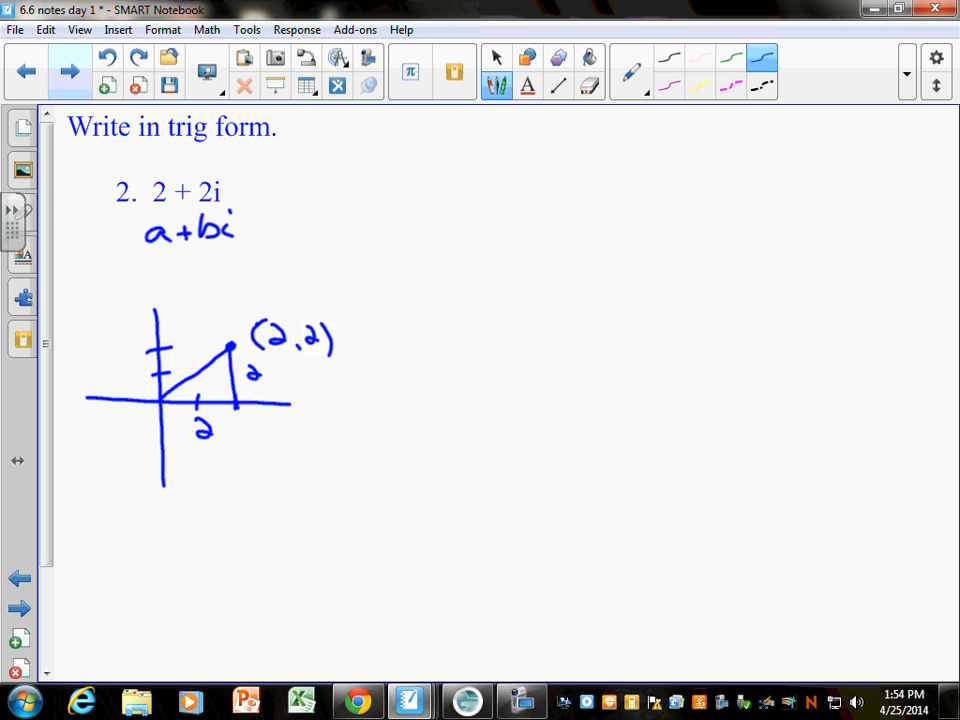 6.6 notes day 1 * - SMART Notebook
File Edit View Insert Format Math Tools Response Add-ons Help
π
A
Write in trig form.
2. 2 + 2i
a+bi
(2,2)
2
2
1:54 PM
4/25/2014